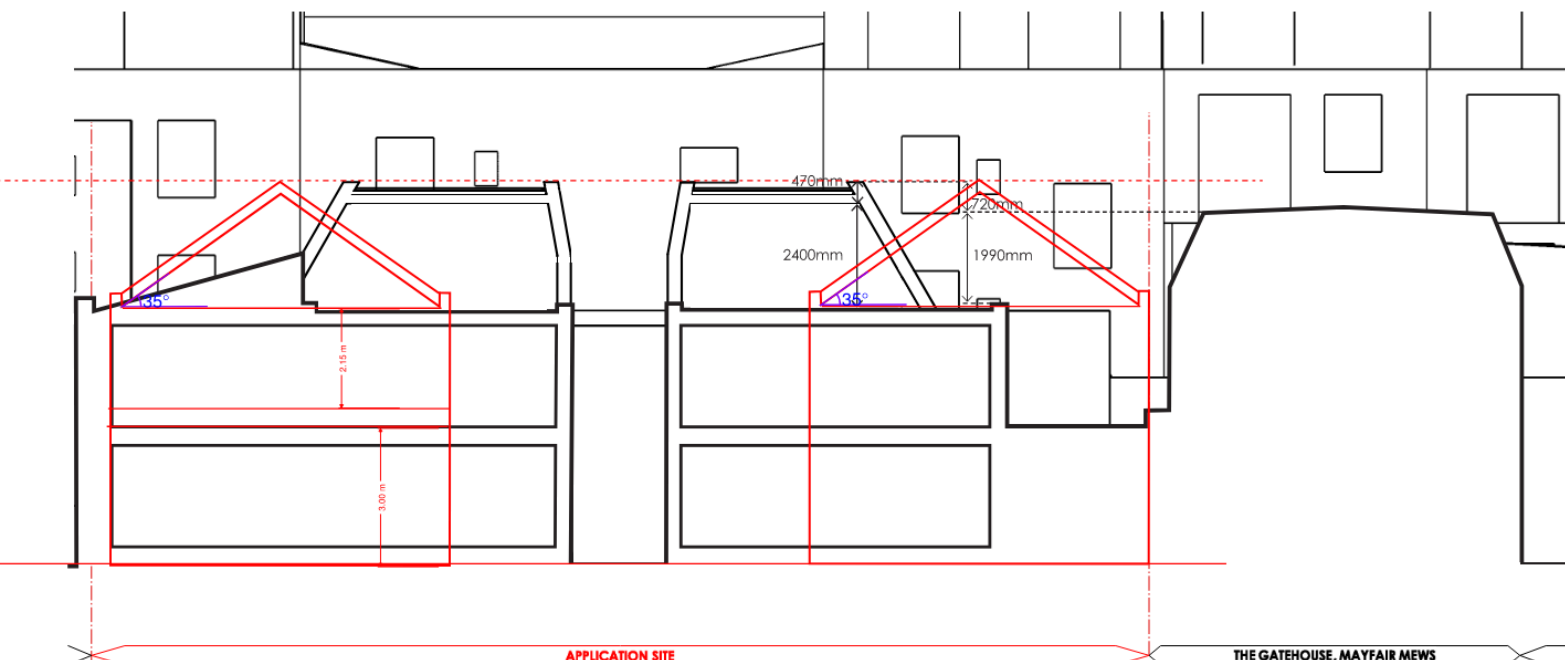 470mm
720mm
2400mm
1990mm
35°
35°
2.15 m
3.00 m
APPLICATION SITE
THE GATEHOUSE, MAYFAIR MEWS